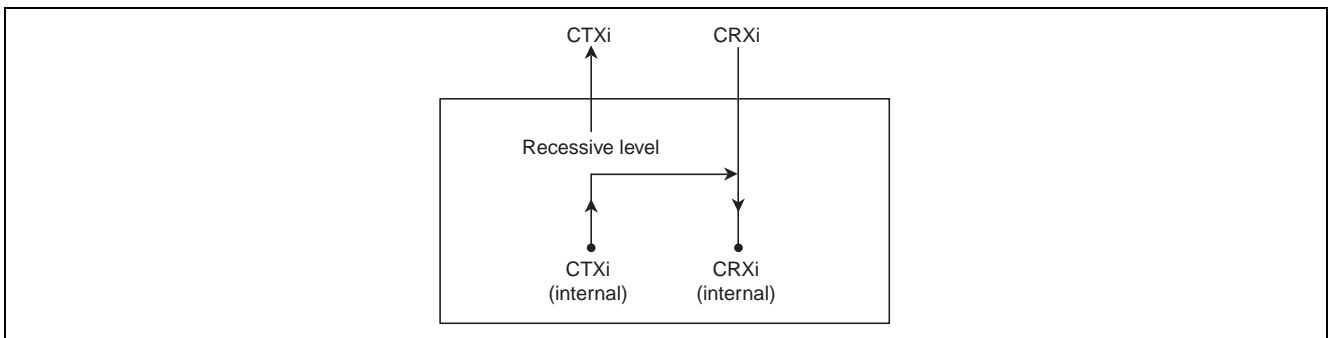 CTXi CRXi
Recessive level
CTXi CRXi
(internal) (internal)